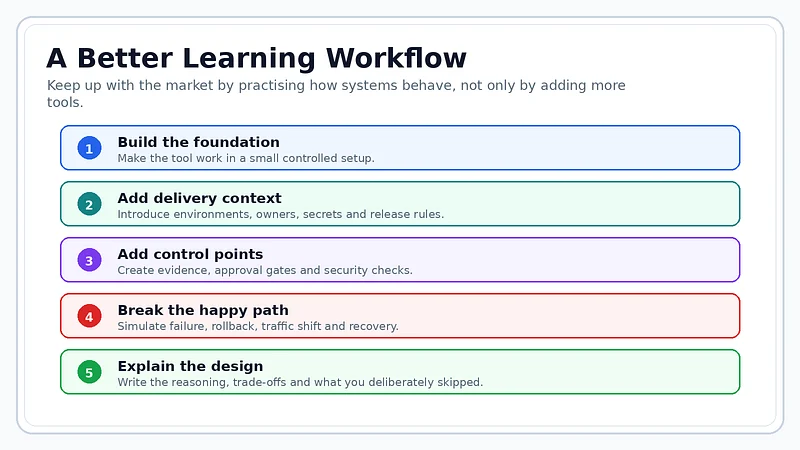 A Better Learning Workflow
Keep up with the market by practising how systems behave, not only by adding more
tools.
1
Build the foundation
Make the tool work in a small controlled setup.
2
Add delivery context
Introduce environments, owners, secrets and release rules.
3
Add control points
Create evidence, approval gates and security checks.
4
Break the happy path
Simulate failure, rollback, traffic shift and recovery.
5
Explain the design
Write the reasoning, trade-offs and what you deliberately skipped.